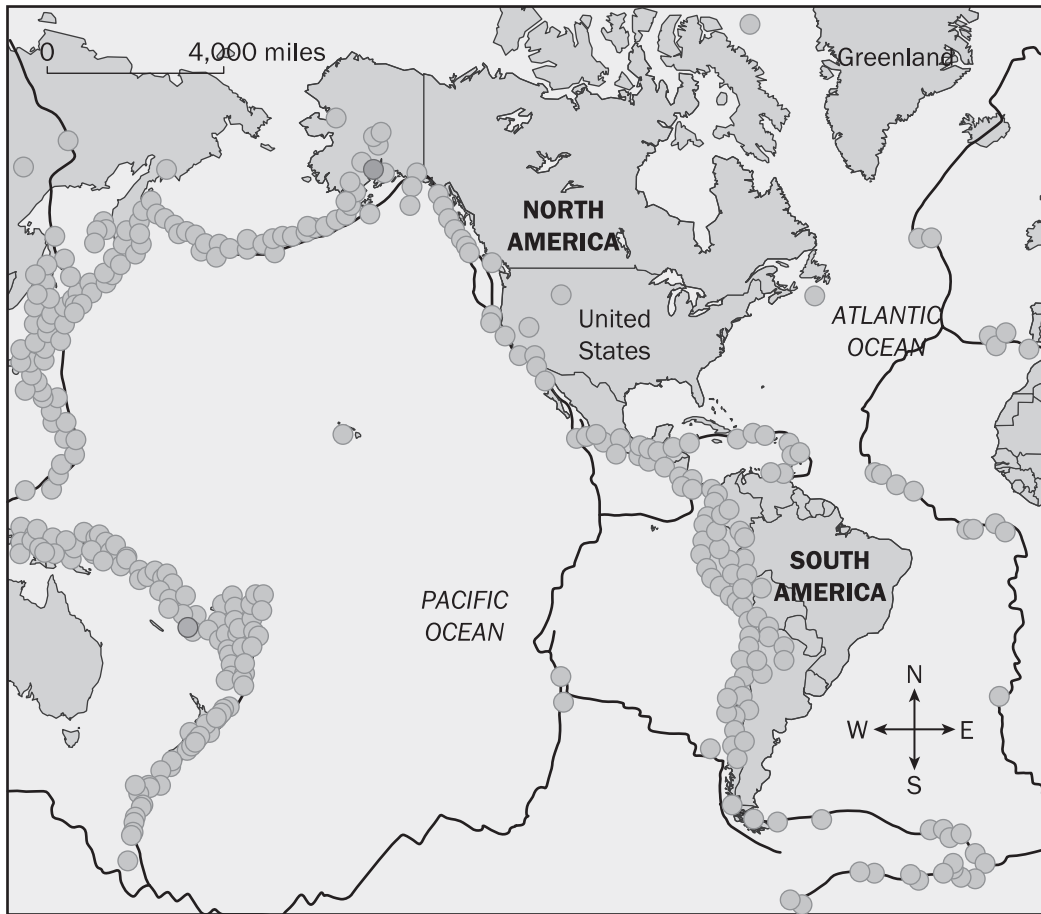 0 4,000 miles
Greenland
NORTH
AMERICA
United
States
ATLANTIC
OCEAN
SOUTH
AMERICA
PACIFIC
OCEAN
N
W E
S